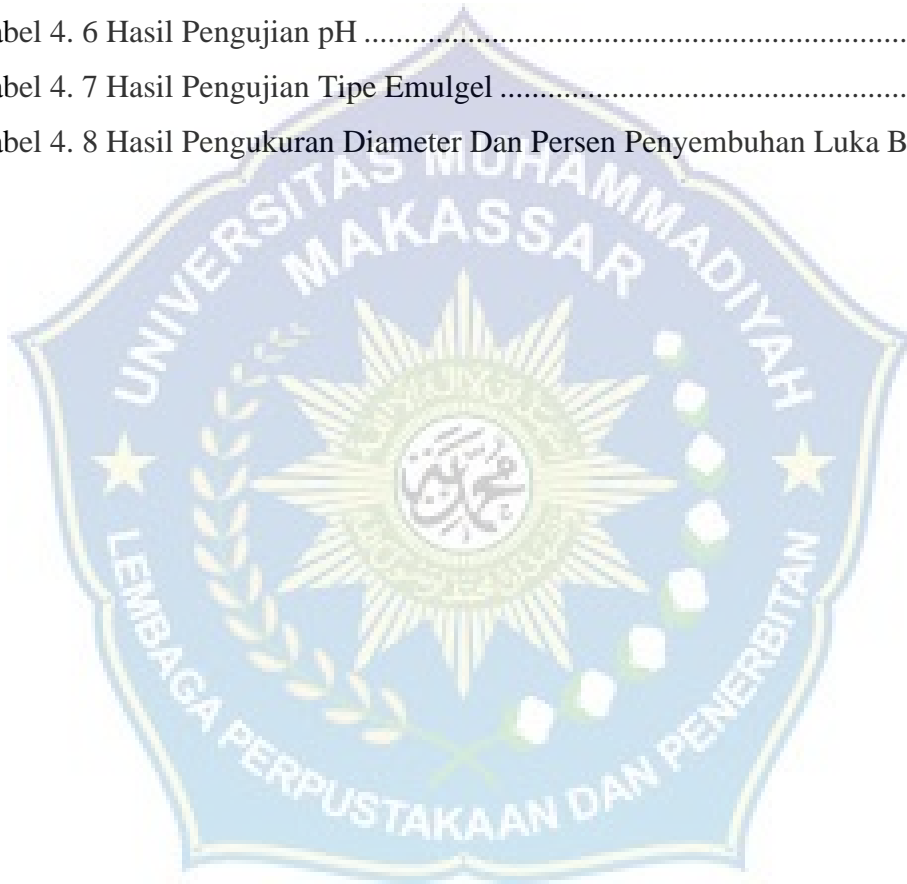 abel 4. 6 Hasil Pengujian pH ....................................................................
abel 4. 7 Hasil Pengujian Tipe Emulgel ...................................................
abel 4. 8 Hasil Pengukuran Diameter Dan Persen Penyembuhan Luka B
UNIVERSITAS MUHAMMADIYAH
MAKASSAR
LEMBAGA PERPUSTAKAAN DAN PENERBITAN